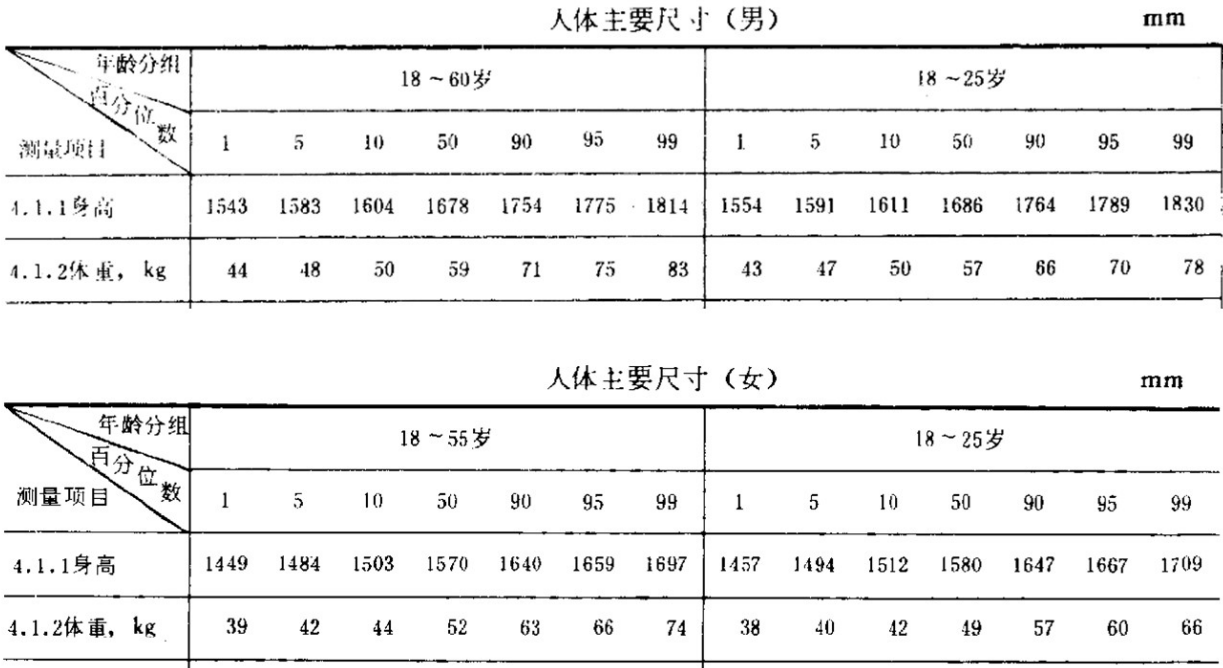 人体主要尺寸（男） mm
年龄分组 18～60岁 18～25岁
百分位数
测量项目 1 5 10 50 90 95 99 1 5 10 50 90 95 99
4.1.1身高 1543 1583 1604 1678 1754 1775 1814 1554 1591 1611 1686 1764 1789 1830
4.1.2体重，kg 44 48 50 59 71 75 83 43 47 50 57 66 70 78
人体主要尺寸（女） mm
年龄分组 18～55岁 18～25岁
百分位数
测量项目 1 5 10 50 90 95 99 1 5 10 50 90 95 99
4.1.1身高 1449 1484 1503 1570 1640 1659 1697 1457 1494 1512 1580 1647 1667 1709
4.1.2体重，kg 39 42 44 52 63 66 74 38 40 42 49 57 60 66